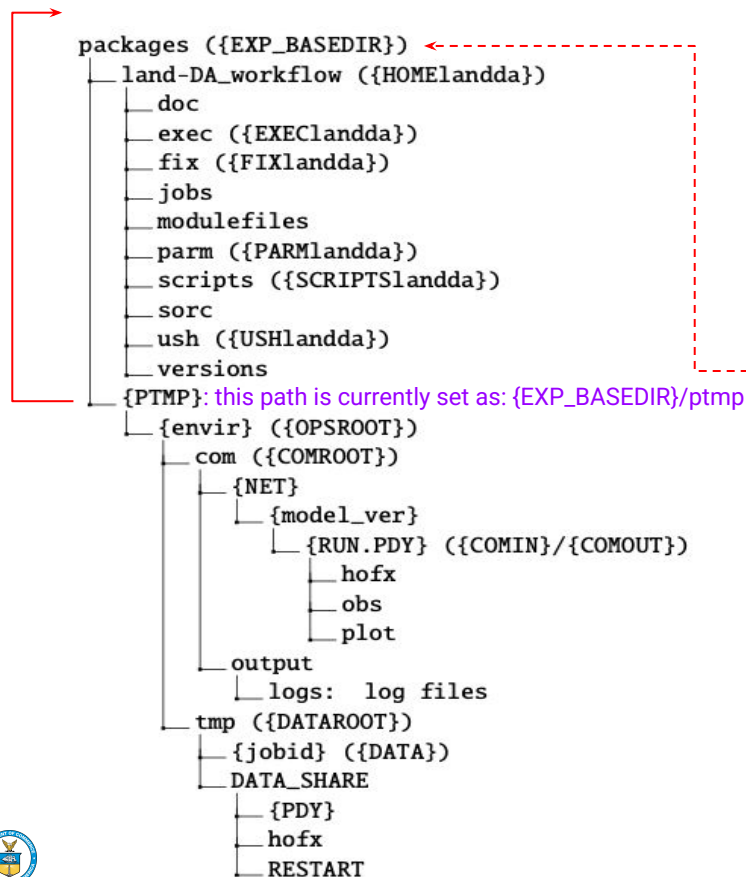 packages ({EXP_BASEDIR})
land-DA_workflow ({HOMElandda})
doc
exec ({EXEClandda})
fix ({FIXlandda})
jobs
modulefiles
parm ({PARMlandda})
scripts ({SCRIPTSlandda})
sorc
ush ({USHlandda})
versions
{PTMP}: this path is currently set as: {EXP_BASEDIR}/ptmp
{envir} ({OPSROOT})
com ({COMROOT})
{NET}
{model_ver}
{RUN.PDY} ({COMIN}/{COMOUT})
hofx
obs
plot
output
logs: log files
tmp ({DATAROOT})
{jobid} ({DATA})
DATA_SHARE
{PDY}
hofx
RESTART